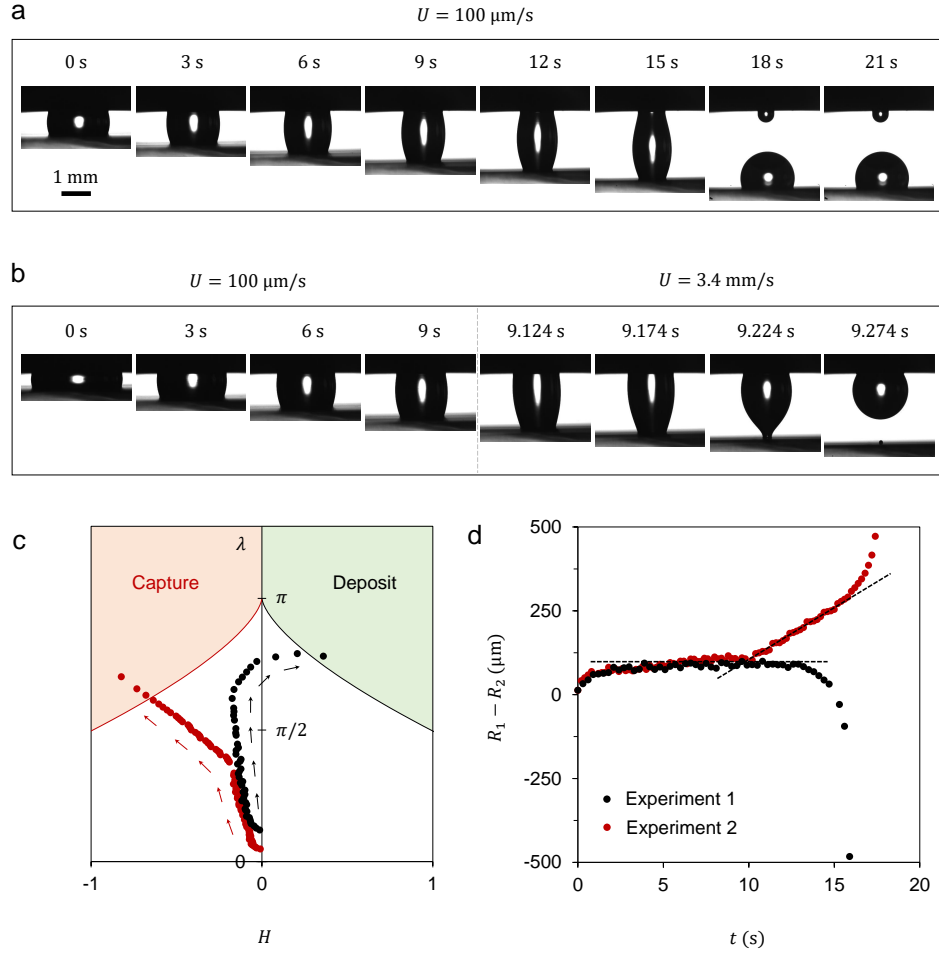 a
U = 100 μm/s
0 s 3 s 6 s 9 s 12 s 15 s 18 s 21 s
1 mm
b
U = 100 μm/s U = 3.4 mm/s
0 s 3 s 6 s 9 s 9.124 s 9.174 s 9.224 s 9.274 s
c
λ
Capture Deposit
π
π/2
0
-1 0 1
H
d
500
250
0
-250
-500
R₁ − R₂ (μm)
Experiment 1
Experiment 2
0 5 10 15 20
t (s)